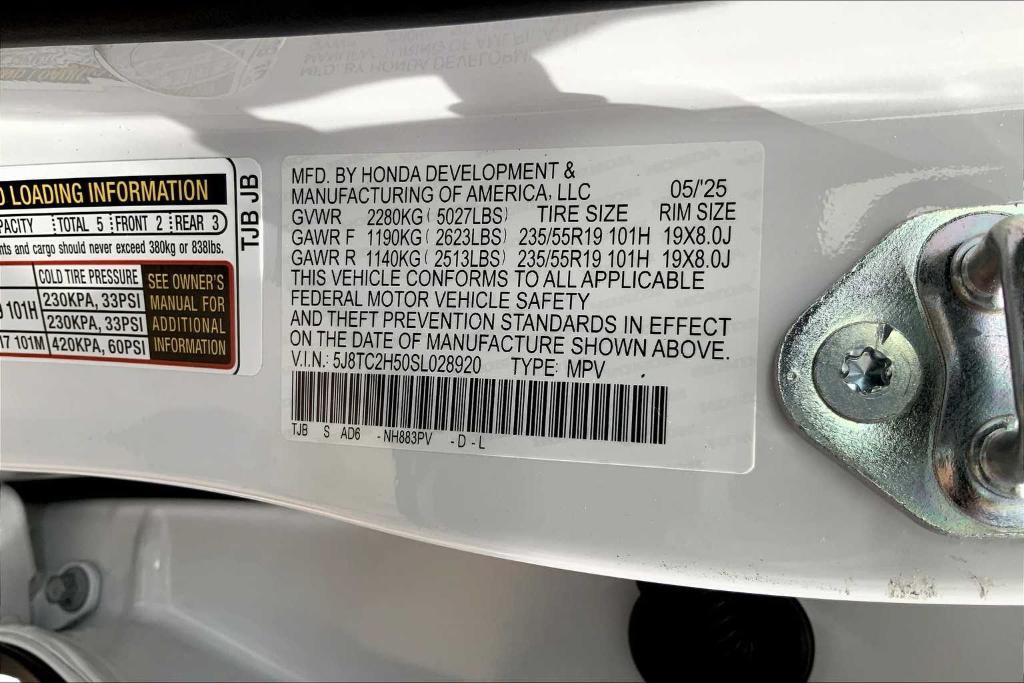 MFD. BY HONDA DEVELOPMENT &
MANUFACTURING OF AMERICA, LLC 05/'25
GVWR 2280KG ( 5027LBS) TIRE SIZE RIM SIZE
GAWR F 1190KG ( 2623LBS) 235/55R19 101H 19X8.0J
GAWR R 1140KG ( 2513LBS) 235/55R19 101H 19X8.0J
THIS VEHICLE CONFORMS TO ALL APPLICABLE
FEDERAL MOTOR VEHICLE SAFETY
AND THEFT PREVENTION STANDARDS IN EFFECT
ON THE DATE OF MANUFACTURE SHOWN ABOVE.
V.I.N.: 5J8TC2H50SL028920 TYPE: MPV
TJB S AD6 -NH883PV -D-L
LOADING INFORMATION
TOTAL 5 FRONT 2 REAR 3
and cargo should never exceed 380kg or 838lbs.
COLD TIRE PRESSURE
101H 230KPA, 33PSI
230KPA, 33PSI
101M 420KPA, 60PSI
SEE OWNER'S
MANUAL FOR
ADDITIONAL
INFORMATION
TJB JB